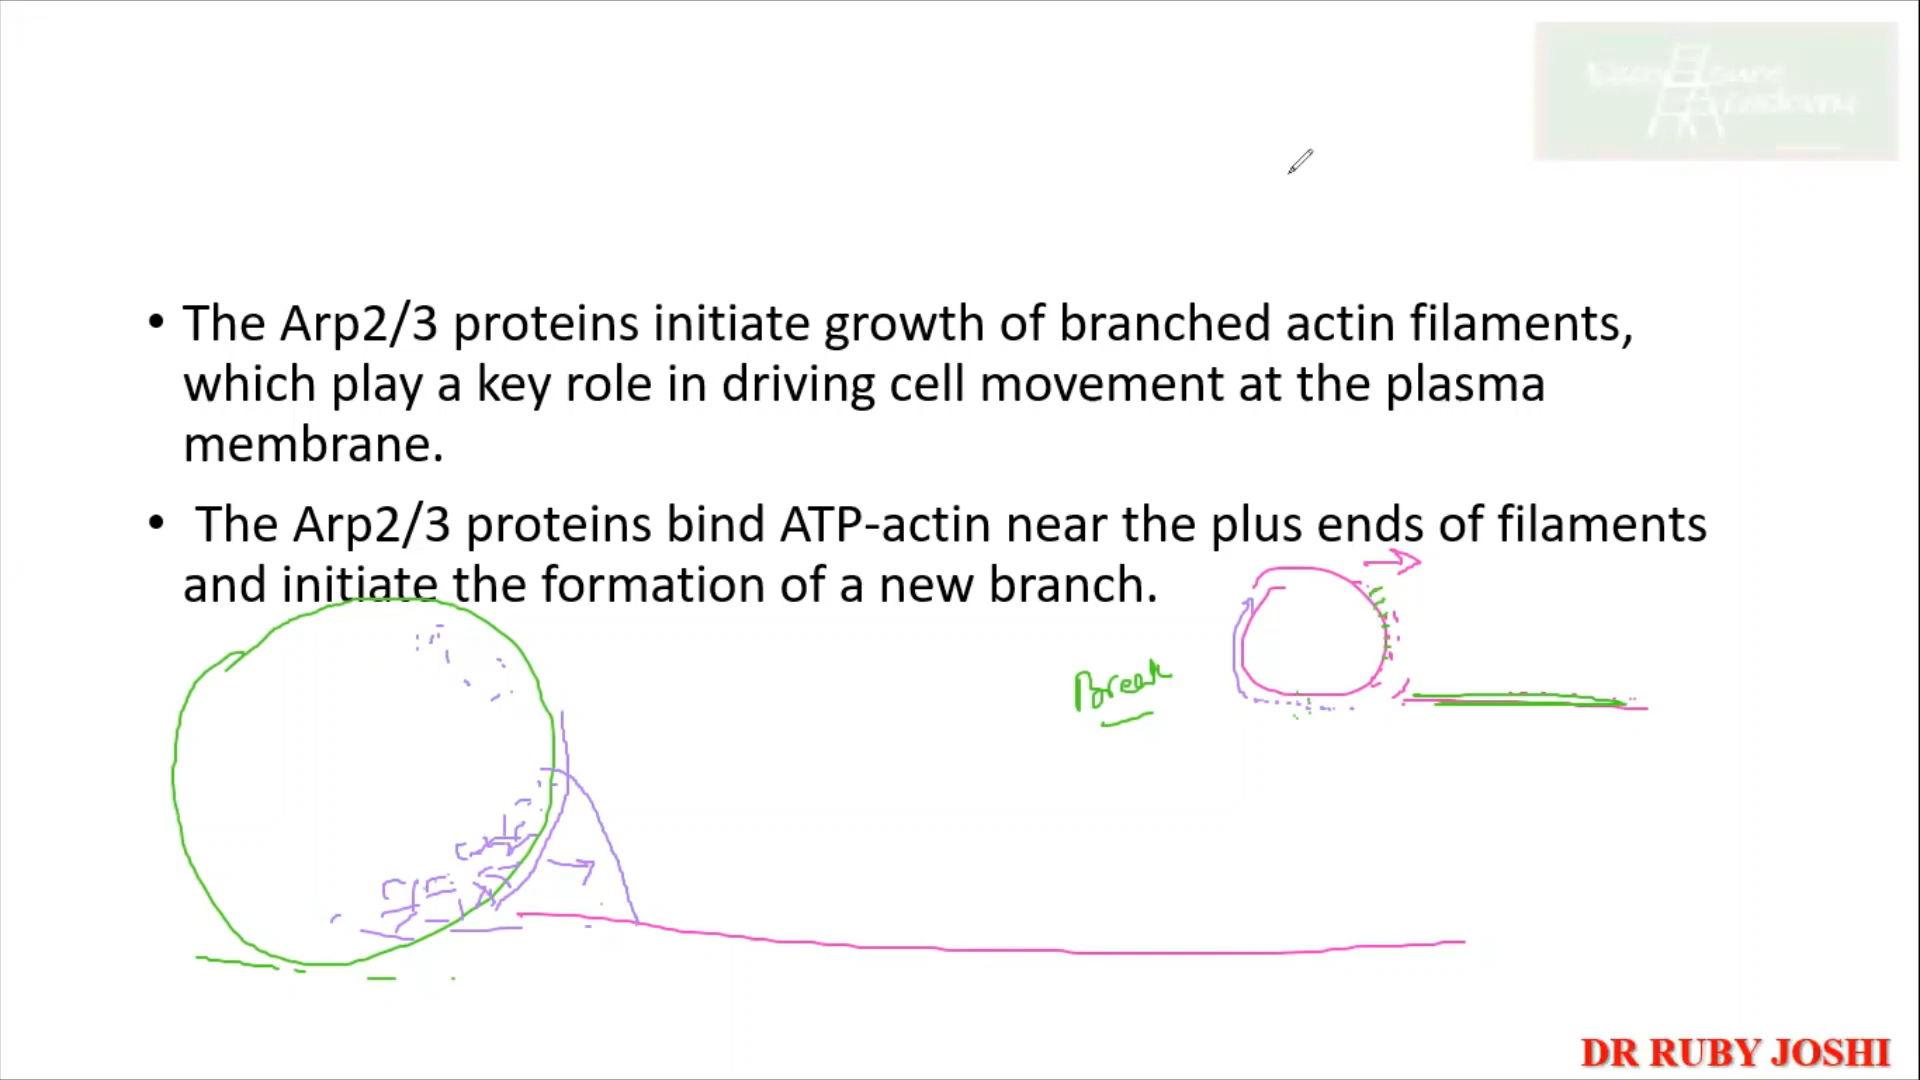 • The Arp2/3 proteins initiate growth of branched actin filaments,
which play a key role in driving cell movement at the plasma
membrane.
• The Arp2/3 proteins bind ATP-actin near the plus ends of filaments
and initiate the formation of a new branch.
Break
DR RUBY JOSHI